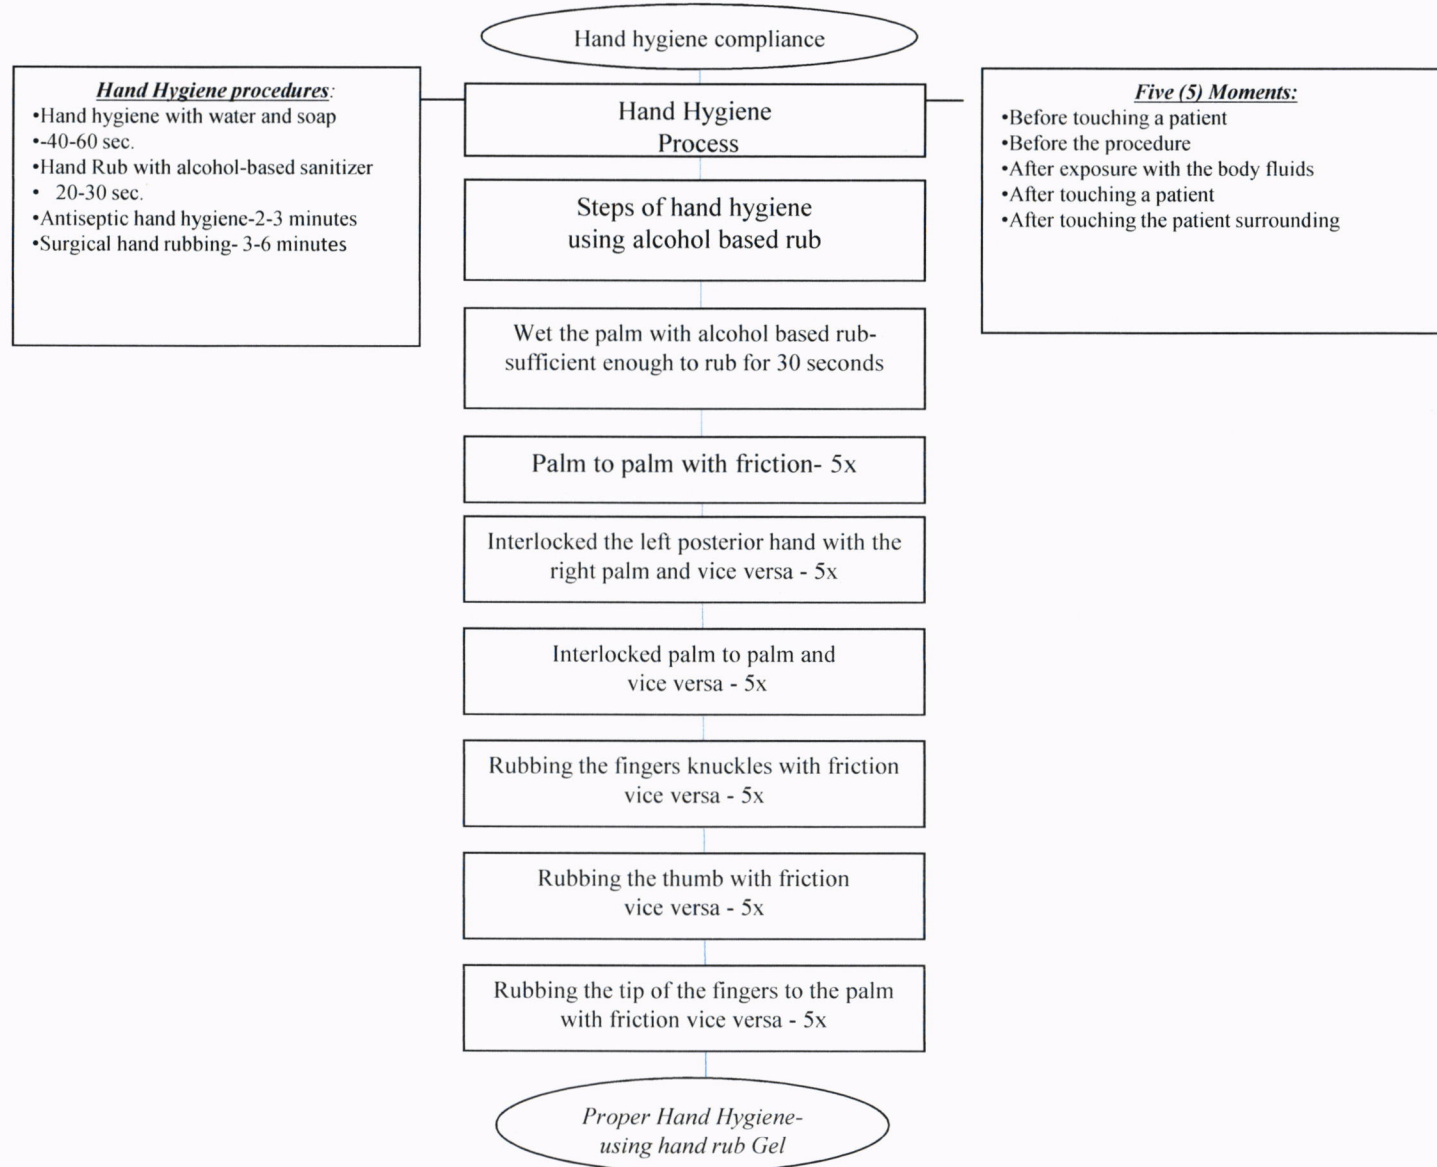 Hand hygiene compliance
Hand Hygiene procedures:
•Hand hygiene with water and soap
•-40-60 sec.
•Hand Rub with alcohol-based sanitizer
• 20-30 sec.
•Antiseptic hand hygiene-2-3 minutes
•Surgical hand rubbing- 3-6 minutes
Hand Hygiene
Process
Five (5) Moments:
•Before touching a patient
•Before the procedure
•After exposure with the body fluids
•After touching a patient
•After touching the patient surrounding
Steps of hand hygiene
using alcohol based rub
Wet the palm with alcohol based rub-
sufficient enough to rub for 30 seconds
Palm to palm with friction- 5x
Interlocked the left posterior hand with the
right palm and vice versa - 5x
Interlocked palm to palm and
vice versa - 5x
Rubbing the fingers knuckles with friction
vice versa - 5x
Rubbing the thumb with friction
vice versa - 5x
Rubbing the tip of the fingers to the palm
with friction vice versa - 5x
Proper Hand Hygiene-
using hand rub Gel